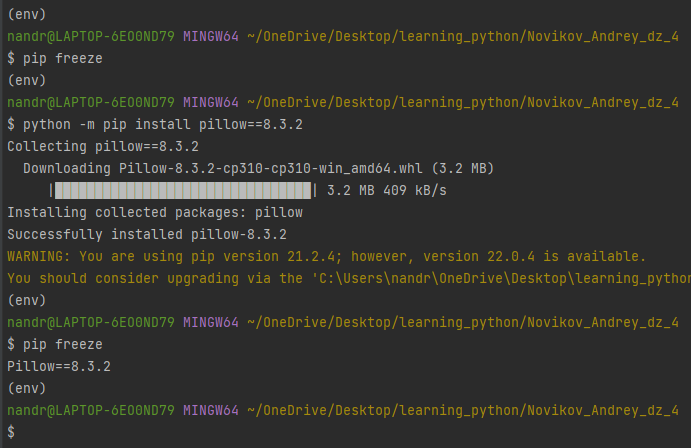 (env)
nandr@LAPTOP-6EO0ND79 MINGW64 ~/OneDrive/Desktop/learning_python/Novikov_Andrey_dz_4
$ pip freeze
(env)
nandr@LAPTOP-6EO0ND79 MINGW64 ~/OneDrive/Desktop/learning_python/Novikov_Andrey_dz_4
$ python -m pip install pillow==8.3.2
Collecting pillow==8.3.2
  Downloading Pillow-8.3.2-cp310-cp310-win_amd64.whl (3.2 MB)
     |████████████████████████████████| 3.2 MB 409 kB/s
Installing collected packages: pillow
Successfully installed pillow-8.3.2
WARNING: You are using pip version 21.2.4; however, version 22.0.4 is available.
You should consider upgrading via the 'C:\Users\nandr\OneDrive\Desktop\learning_python
(env)
nandr@LAPTOP-6EO0ND79 MINGW64 ~/OneDrive/Desktop/learning_python/Novikov_Andrey_dz_4
$ pip freeze
Pillow==8.3.2
(env)
nandr@LAPTOP-6EO0ND79 MINGW64 ~/OneDrive/Desktop/learning_python/Novikov_Andrey_dz_4
$